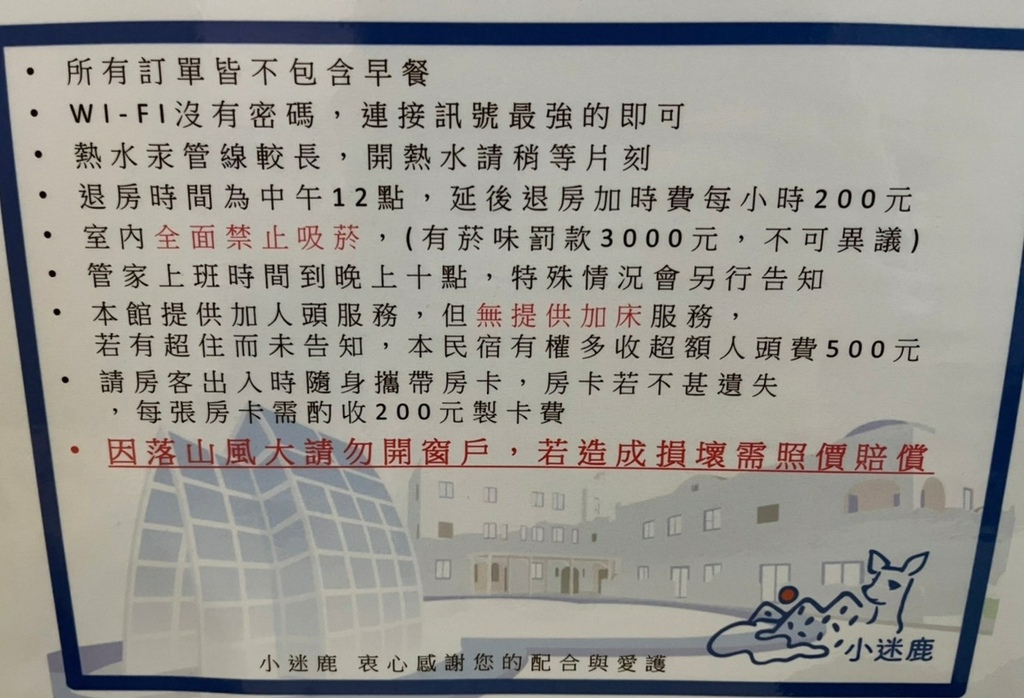 • 所有訂單皆不包含早餐
• WI-FI沒有密碼，連接訊號最強的即可
• 熱水汞管線較長，開熱水請稍等片刻
• 退房時間為中午12點，延後退房加時費每小時200元
• 室內全面禁止吸菸，(有菸味罰款3000元，不可異議)
• 管家上班時間到晚上十點，特殊情況會另行告知
• 本館提供加人頭服務，但無提供加床服務，
若有超住而未告知，本民宿有權多收超額人頭費500元
• 請房客出入時隨身攜帶房卡，房卡若不甚遺失
，每張房卡需酌收200元製卡費
• 因落山風大請勿開窗戶，若造成損壞需照價賠償
小迷鹿
小迷鹿 衷心感謝您的配合與愛護